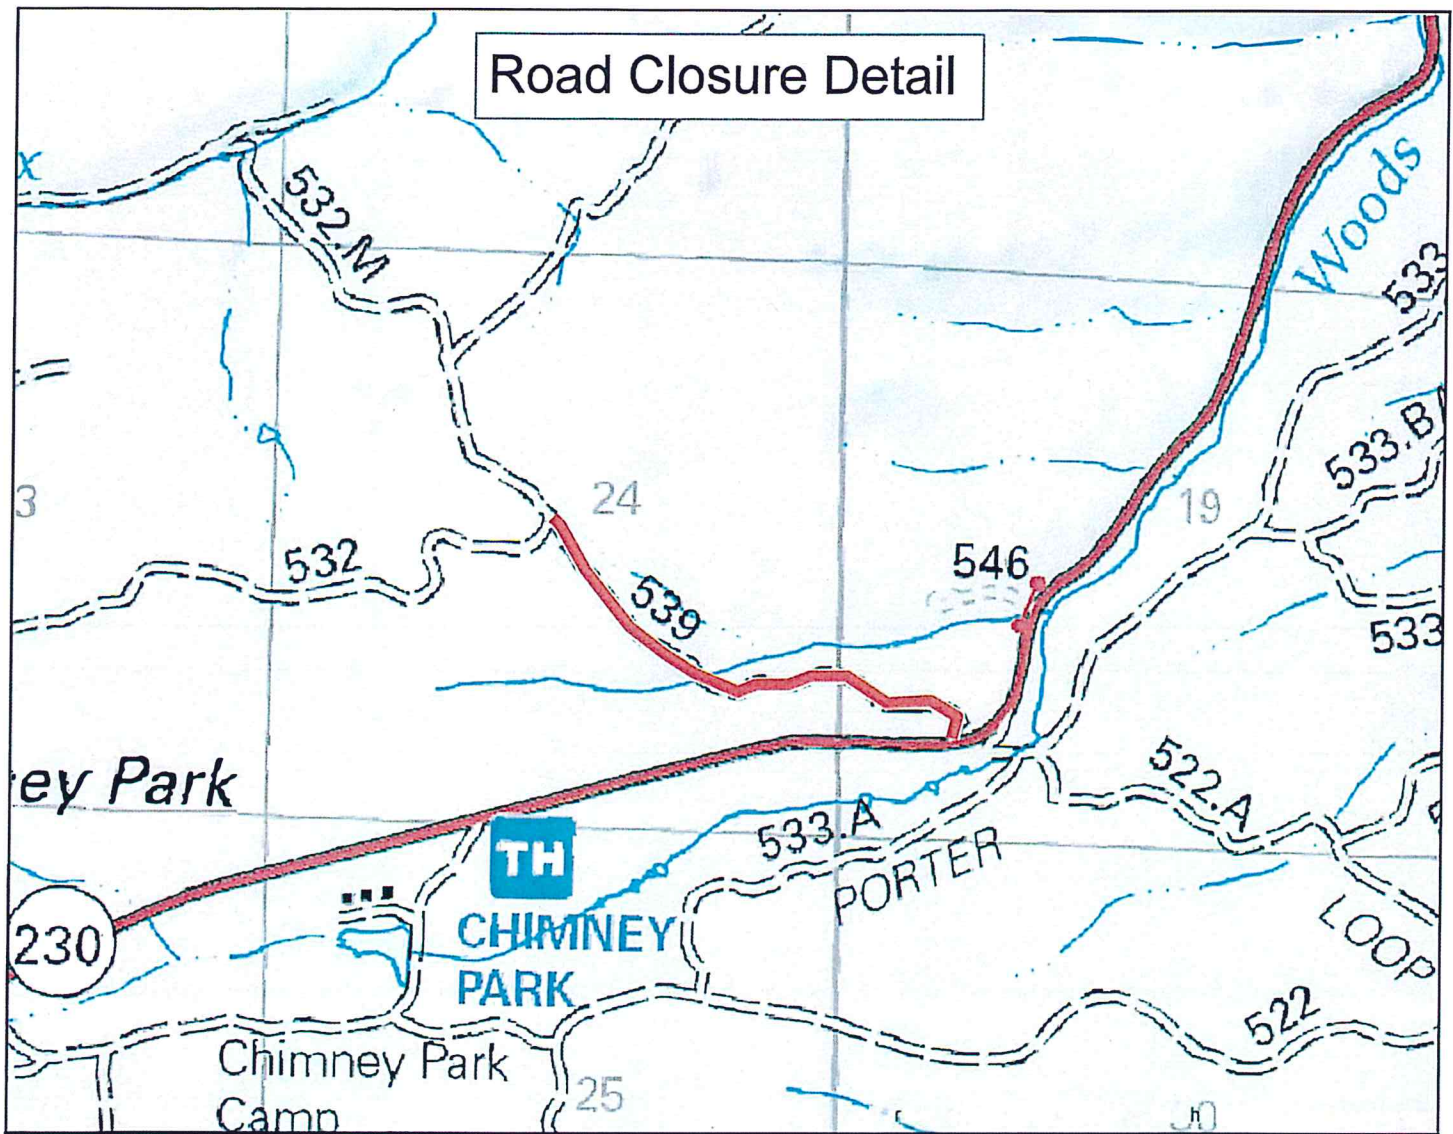 Road Closure Detail
x
Woods
532.M
533
533.B
3
24
19
532
546
539
533
ey Park
522.A
TH
533.A
PORTER
230
CHIMNEY
PARK
LOOP
522
Chimney Park
Camp
25